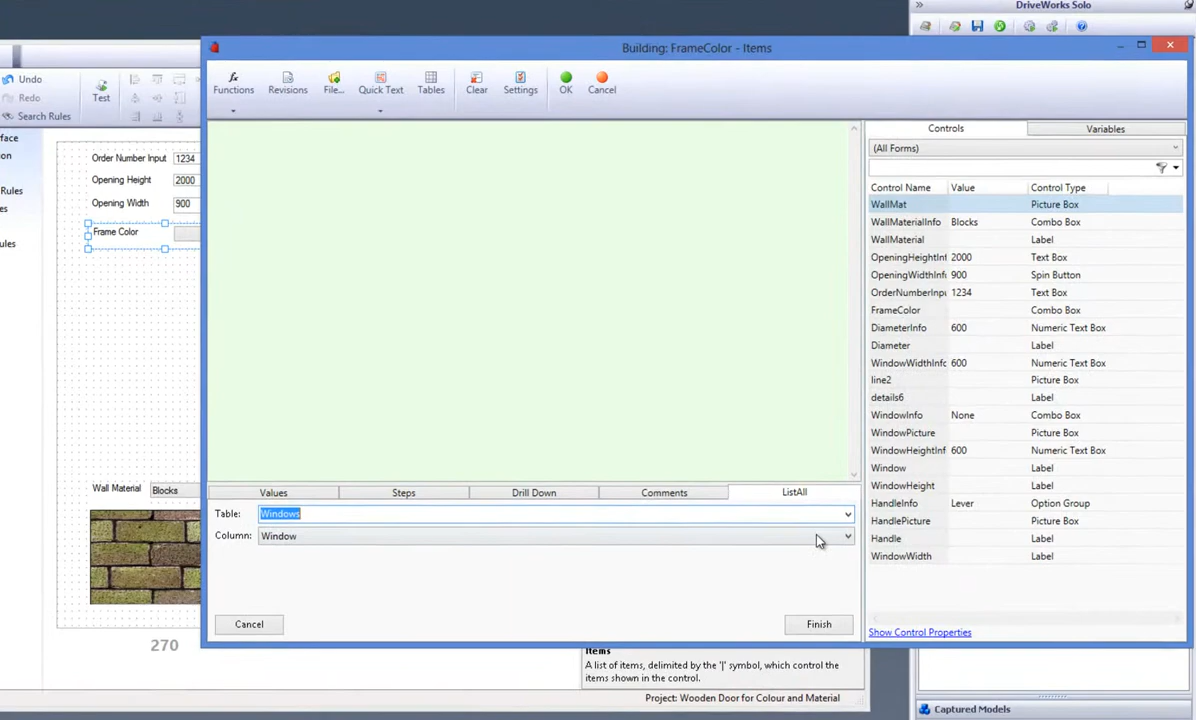 DriveWorks Solo
Building: FrameColor - Items
Undo
Redo
Search Rules
Test
Functions
Revisions
File...
Quick Text
Tables
Clear
Settings
OK
Cancel
face
on
Rules
es
ules
Order Number Input 1234
Opening Height 2000
Opening Width 900
Frame Color
Wall Material Blocks
270
Controls Variables
(All Forms)
Control Name Value Control Type
WallMat Picture Box
WallMaterialInfo Blocks Combo Box
WallMaterial Label
OpeningHeightInf 2000 Text Box
OpeningWidthInfo 900 Spin Button
OrderNumberInpu 1234 Text Box
FrameColor Combo Box
DiameterInfo 600 Numeric Text Box
Diameter Label
WindowWidthInfo 600 Numeric Text Box
line2 Picture Box
details6 Label
WindowInfo None Combo Box
WindowPicture Picture Box
WindowHeightInf 600 Numeric Text Box
Window Label
WindowHeight Label
HandleInfo Lever Option Group
HandlePicture Picture Box
Handle Label
WindowWidth Label
Show Control Properties
Values Steps Drill Down Comments ListAll
Table: Windows
Column: Window
Cancel Finish
Items
A list of items, delimited by the '|' symbol, which control the
items shown in the control.
Project: Wooden Door for Colour and Material
Captured Models